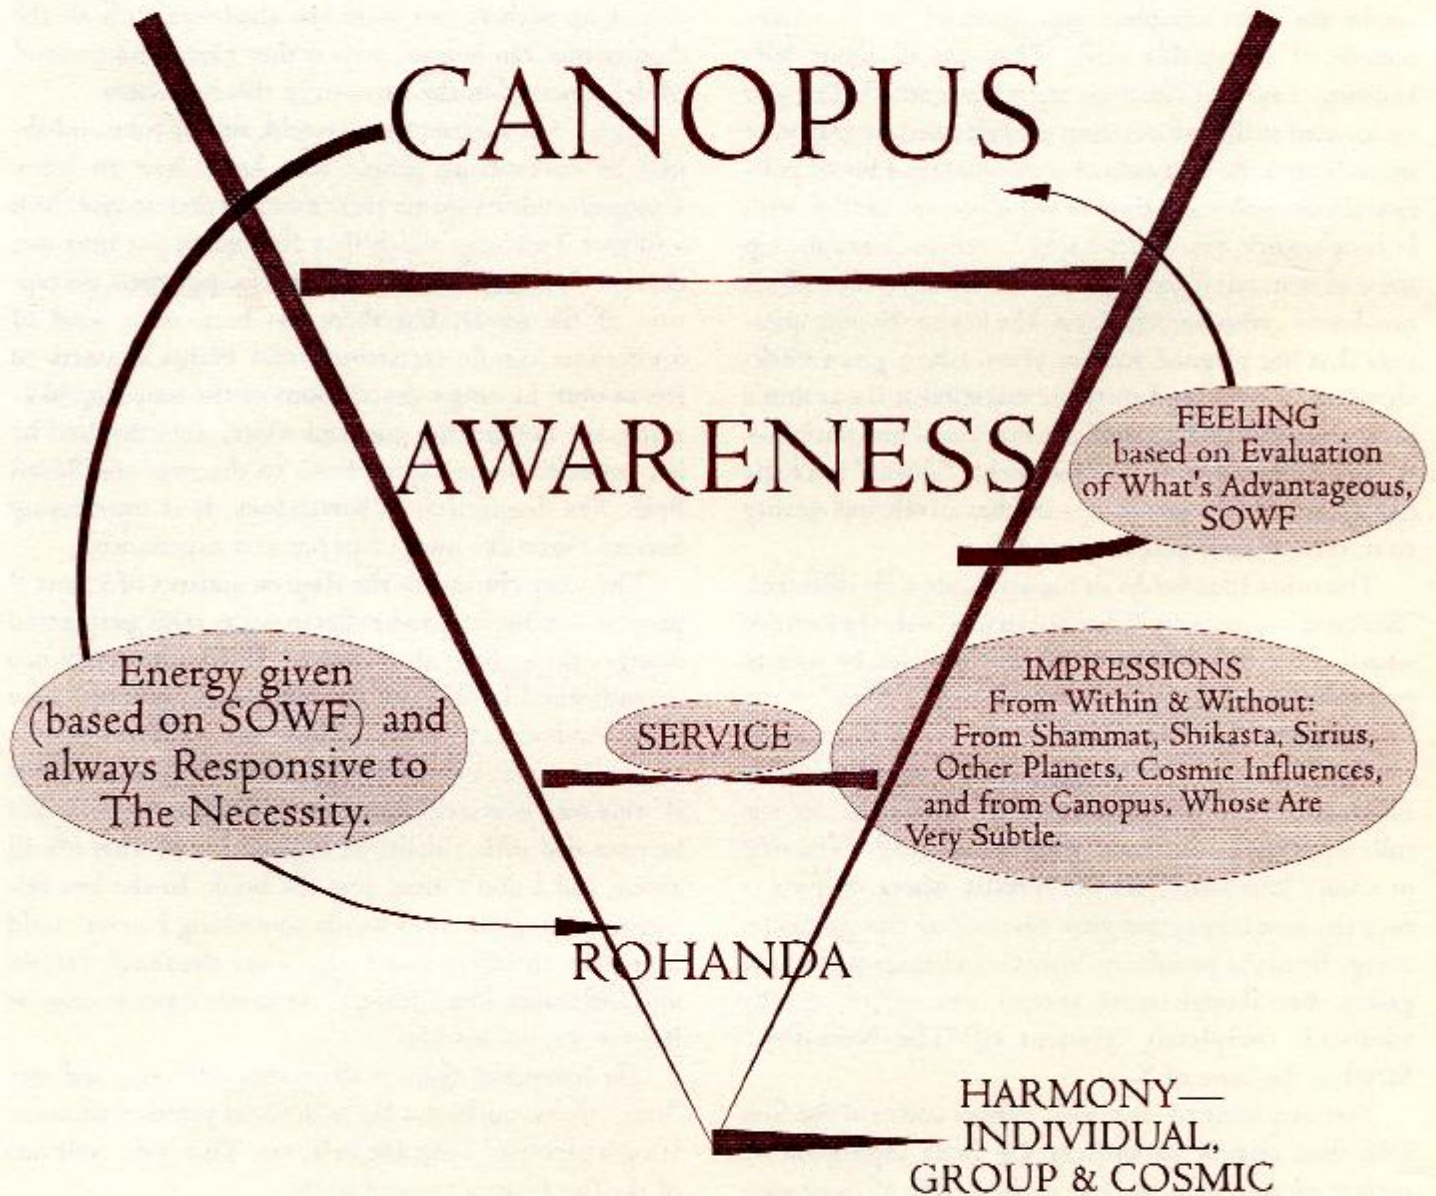 CANOPUS
AWARENESS
FEELING
based on Evaluation
of What's Advantageous,
SOWF
Energy given
(based on SOWF) and
always Responsive to
The Necessity.
SERVICE
IMPRESSIONS
From Within & Without:
From Shammat, Shikasta, Sirius,
Other Planets, Cosmic Influences,
and from Canopus, Whose Are
Very Subtle.
ROHANDA
HARMONY—
INDIVIDUAL,
GROUP & COSMIC